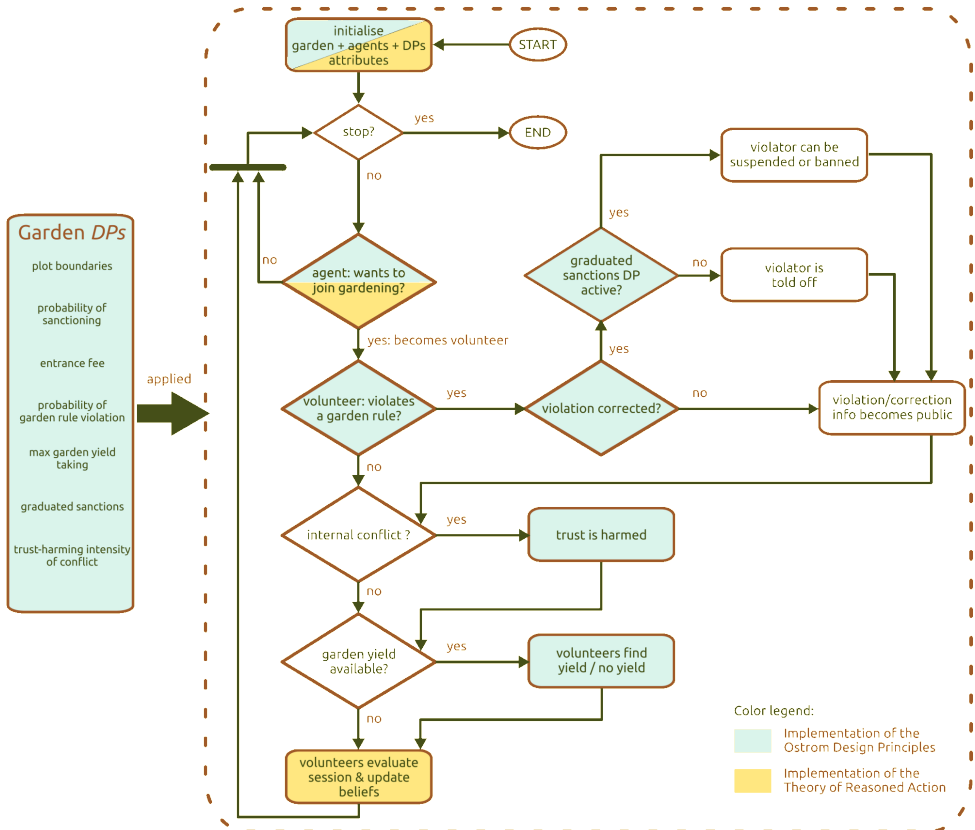 initialise
garden + agents + DPs
attributes
START
stop?
yes
END
no
violator can be
suspended or banned
yes
Garden DPs
plot boundaries
probability of
sanctioning
entrance fee
probability of
garden rule violation
max garden yield
taking
graduated sanctions
trust-harming intensity
of conflict
applied
no
agent: wants to
join gardening?
graduated
sanctions DP
active?
no
violator is
told off
yes: becomes volunteer
yes
volunteer: violates
a garden rule?
yes
violation corrected?
no
violation/correction
info becomes public
no
internal conflict ?
yes
trust is harmed
no
garden yield
available?
yes
volunteers find
yield / no yield
no
volunteers evaluate
session & update
beliefs
Color legend:
Implementation of the
Ostrom Design Principles
Implementation of the
Theory of Reasoned Action